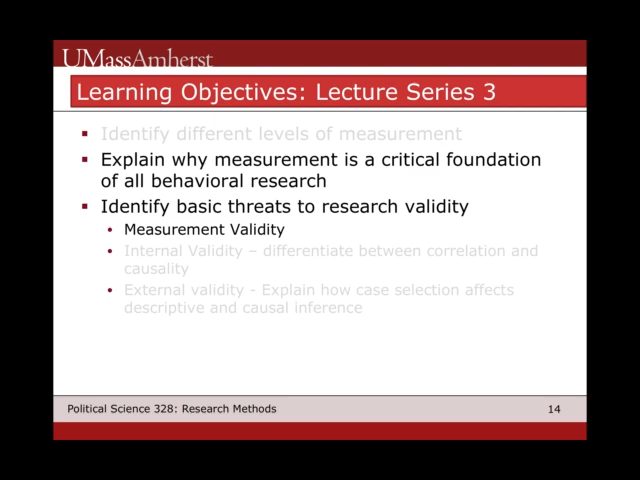 UMassAmherst
Learning Objectives: Lecture Series 3
Identify different levels of measurement
Explain why measurement is a critical foundation
of all behavioral research
Identify basic threats to research validity
Measurement Validity
Internal Validity – differentiate between correlation and
causality
External validity - Explain how case selection affects
descriptive and causal inference
Political Science 328: Research Methods
14